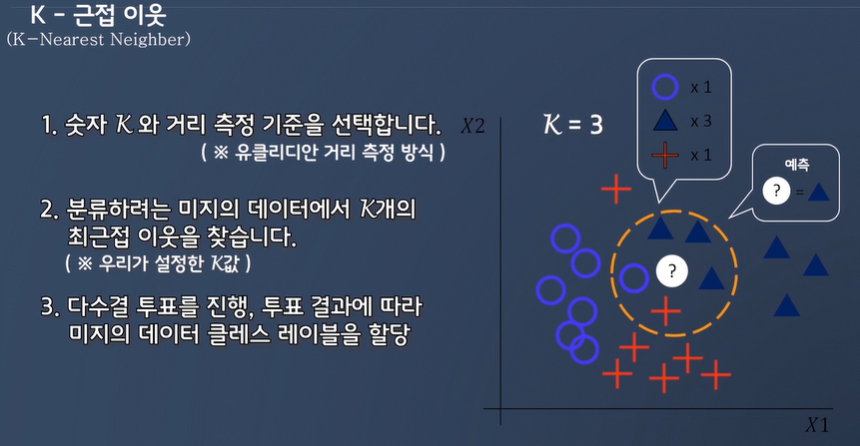 K - 근접 이웃
(K-Nearest Neighber)
1. 숫자 K 와 거리 측정 기준을 선택합니다.
( ※ 유클리디안 거리 측정 방식 )
2. 분류하려는 미지의 데이터에서 K개의
최근접 이웃을 찾습니다.
( ※ 우리가 설정한 K값 )
3. 다수결 투표를 진행, 투표 결과에 따라
미지의 데이터 클레스 레이블을 할당
X2
K = 3
x 1
x 3
x 1
예측
? =
?
X1